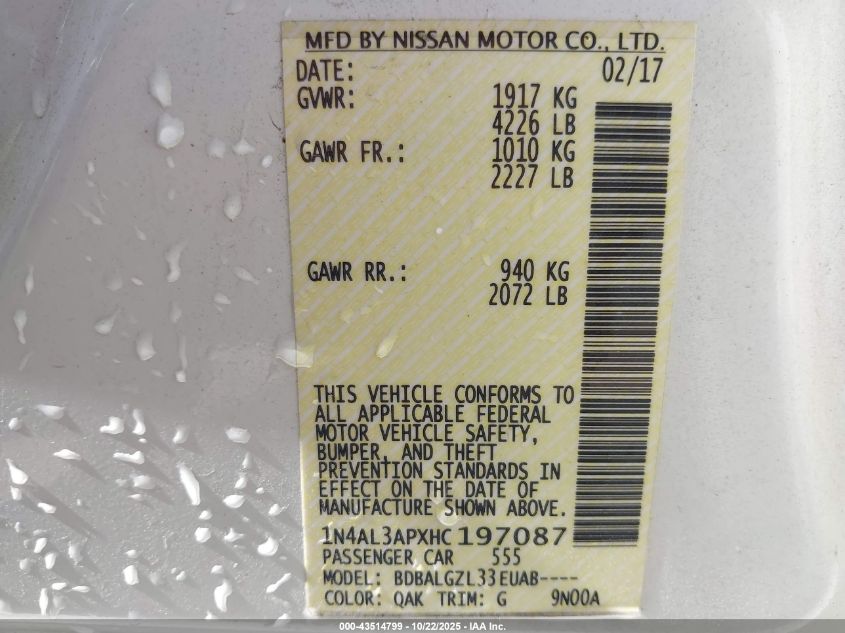 MFD BY NISSAN MOTOR CO., LTD.
DATE: 02/17
GVWR: 1917 KG
4226 LB
GAWR FR.: 1010 KG
2227 LB
GAWR RR.: 940 KG
2072 LB
THIS VEHICLE CONFORMS TO
ALL APPLICABLE FEDERAL
MOTOR VEHICLE SAFETY,
BUMPER, AND THEFT
PREVENTION STANDARDS IN
EFFECT ON THE DATE OF
MANUFACTURE SHOWN ABOVE.
1N4AL3APXHC197087
PASSENGER CAR 555
MODEL: BDBALGZL33EUAB----
COLOR: QAK TRIM: G 9N00A
000-43514799 - 10/22/2025 - IAA Inc.